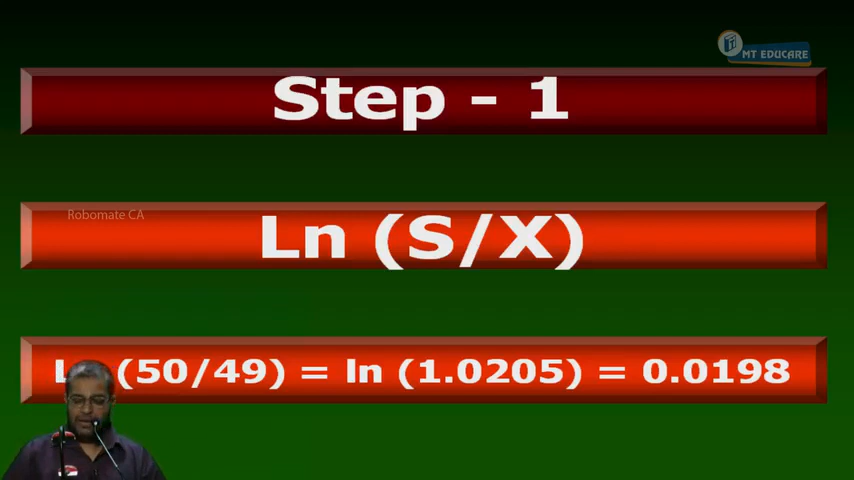 MT EDUCARE
Step - 1
Robomate CA
Ln (S/X)
(50/49) = ln (1.0205) = 0.0198